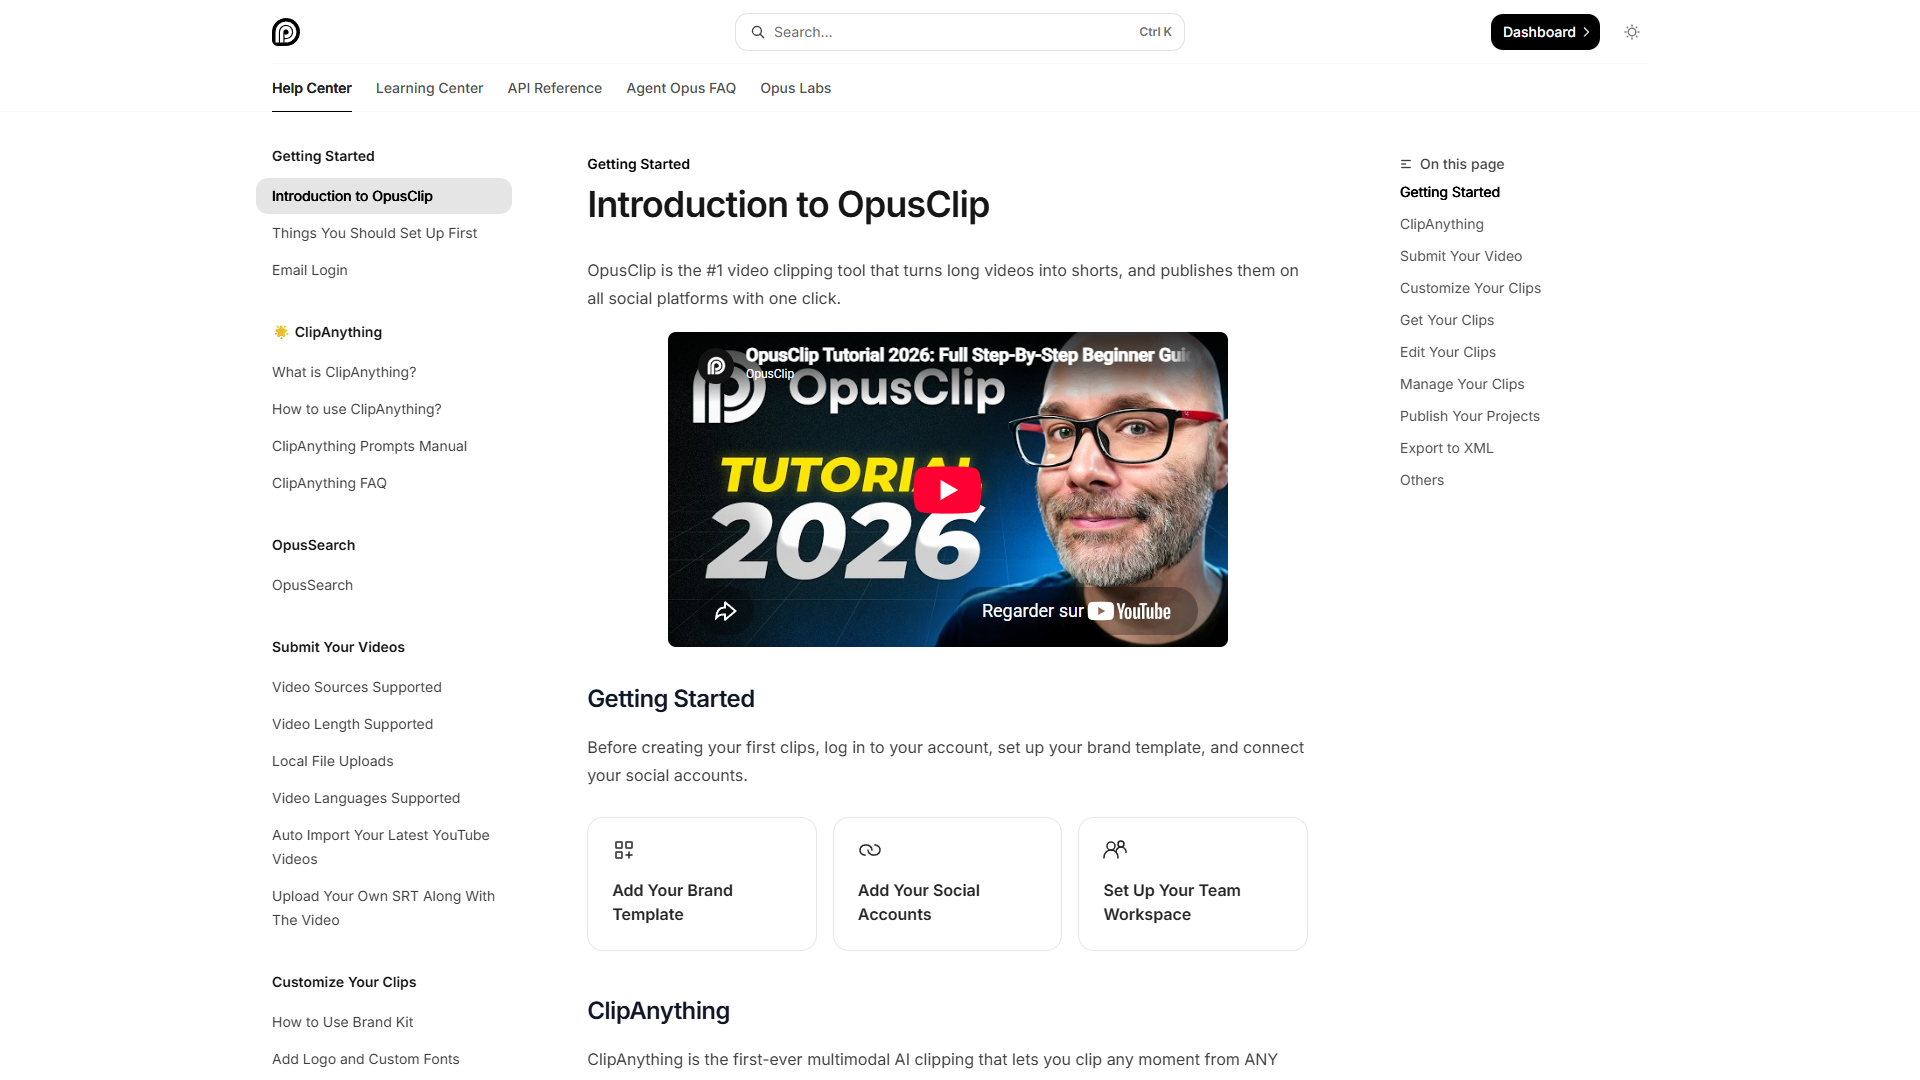 Search...
Ctrl K
Dashboard
Help Center
Learning Center
API Reference
Agent Opus FAQ
Opus Labs
Getting Started
Introduction to OpusClip
Things You Should Set Up First
Email Login
ClipAnything
What is ClipAnything?
How to use ClipAnything?
ClipAnything Prompts Manual
ClipAnything FAQ
OpusSearch
OpusSearch
Submit Your Videos
Video Sources Supported
Video Length Supported
Local File Uploads
Video Languages Supported
Auto Import Your Latest YouTube
Videos
Upload Your Own SRT Along With
The Video
Customize Your Clips
How to Use Brand Kit
Add Logo and Custom Fonts
Getting Started
Introduction to OpusClip
OpusClip is the #1 video clipping tool that turns long videos into shorts, and publishes them on
all social platforms with one click.
OpusClip Tutorial 2026: Full Step-By-Step Beginner
OpusClip
OpusClip
TUTORIAL
2026
Regarder sur YouTube
Getting Started
Before creating your first clips, log in to your account, set up your brand template, and connect
your social accounts.
Add Your Brand
Template
Add Your Social
Accounts
Set Up Your Team
Workspace
ClipAnything
ClipAnything is the first-ever multimodal AI clipping that lets you clip any moment from ANY
On this page
Getting Started
ClipAnything
Submit Your Video
Customize Your Clips
Get Your Clips
Edit Your Clips
Manage Your Clips
Publish Your Projects
Export to XML
Others